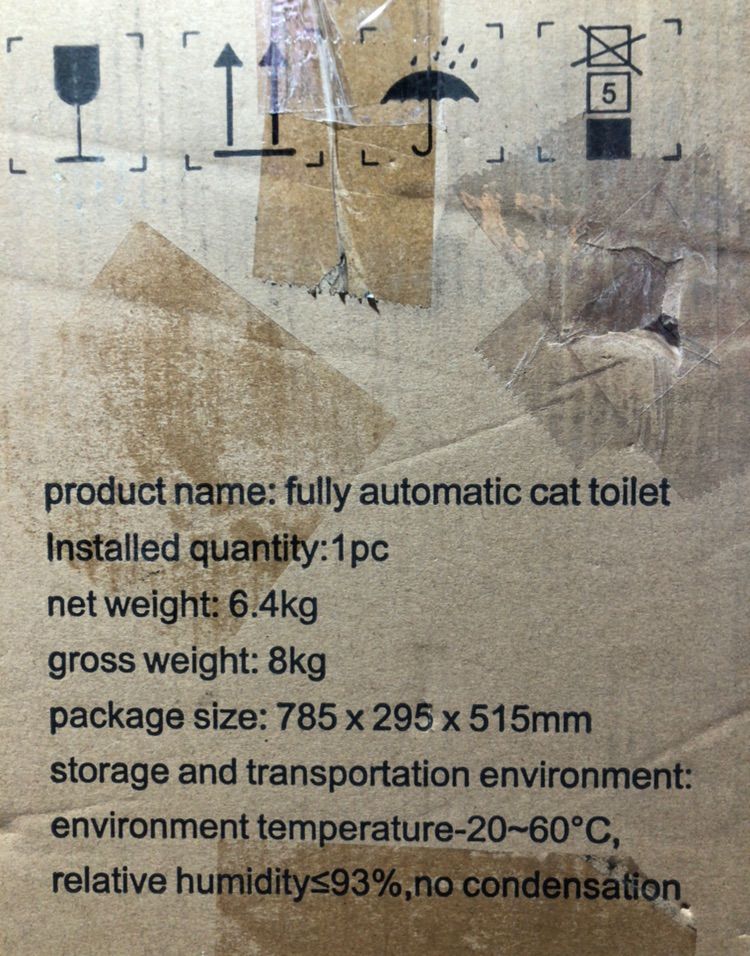 5
product name: fully automatic cat toilet
Installed quantity:1pc
net weight: 6.4kg
gross weight: 8kg
package size: 785 x 295 x 515mm
storage and transportation environment:
environment temperature-20~60°C,
relative humidity≤93%,no condensation